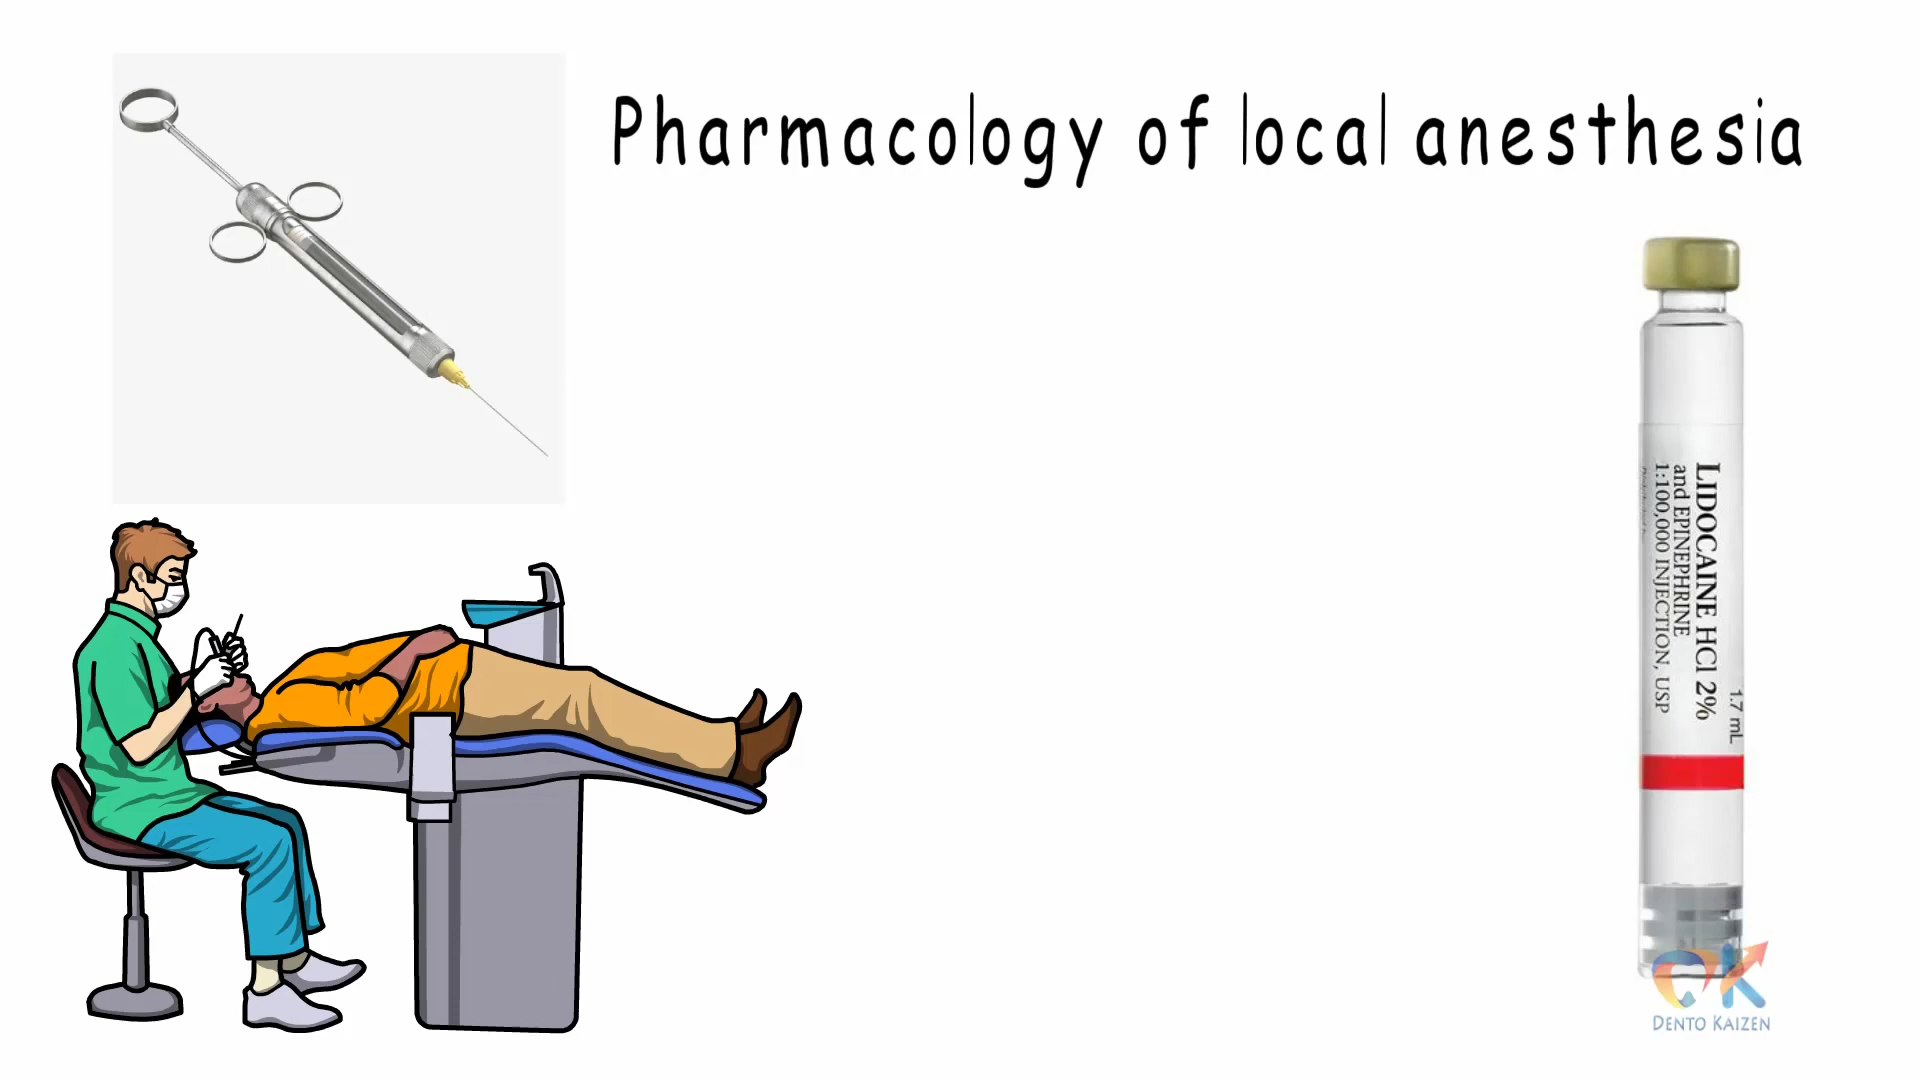 Pharmacology of local anesthesia
LIDOCAINE HCl 2%
and EPINEPHRINE
1:100,000 INJECTION, USP
1.7 mL
DENTO KAIZEN